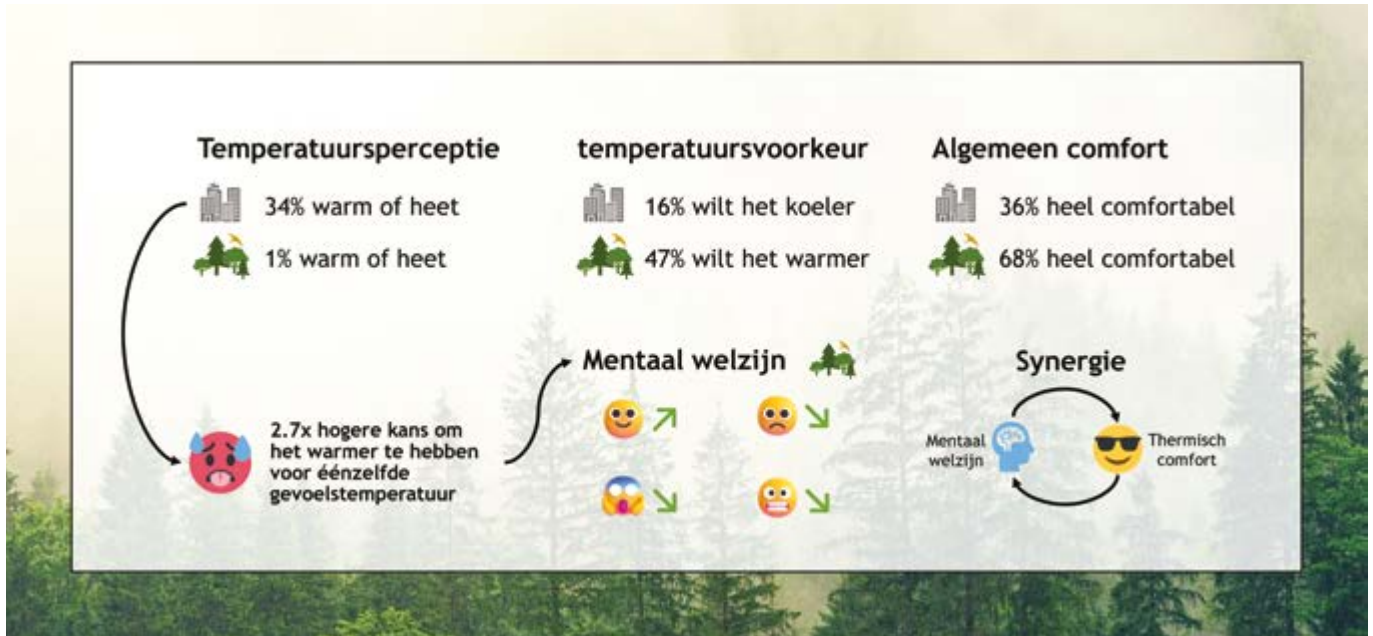 Temperatuursperceptie
34% warm of heet
1% warm of heet
temperatuursvoorkeur
16% wilt het koeler
47% wilt het warmer
Algemeen comfort
36% heel comfortabel
68% heel comfortabel
2.7x hogere kans om
het warmer te hebben
voor éénzelfde
gevoelstemperatuur
Mentaal welzijn
Synergie
Mentaal
welzijn
Thermisch
comfort